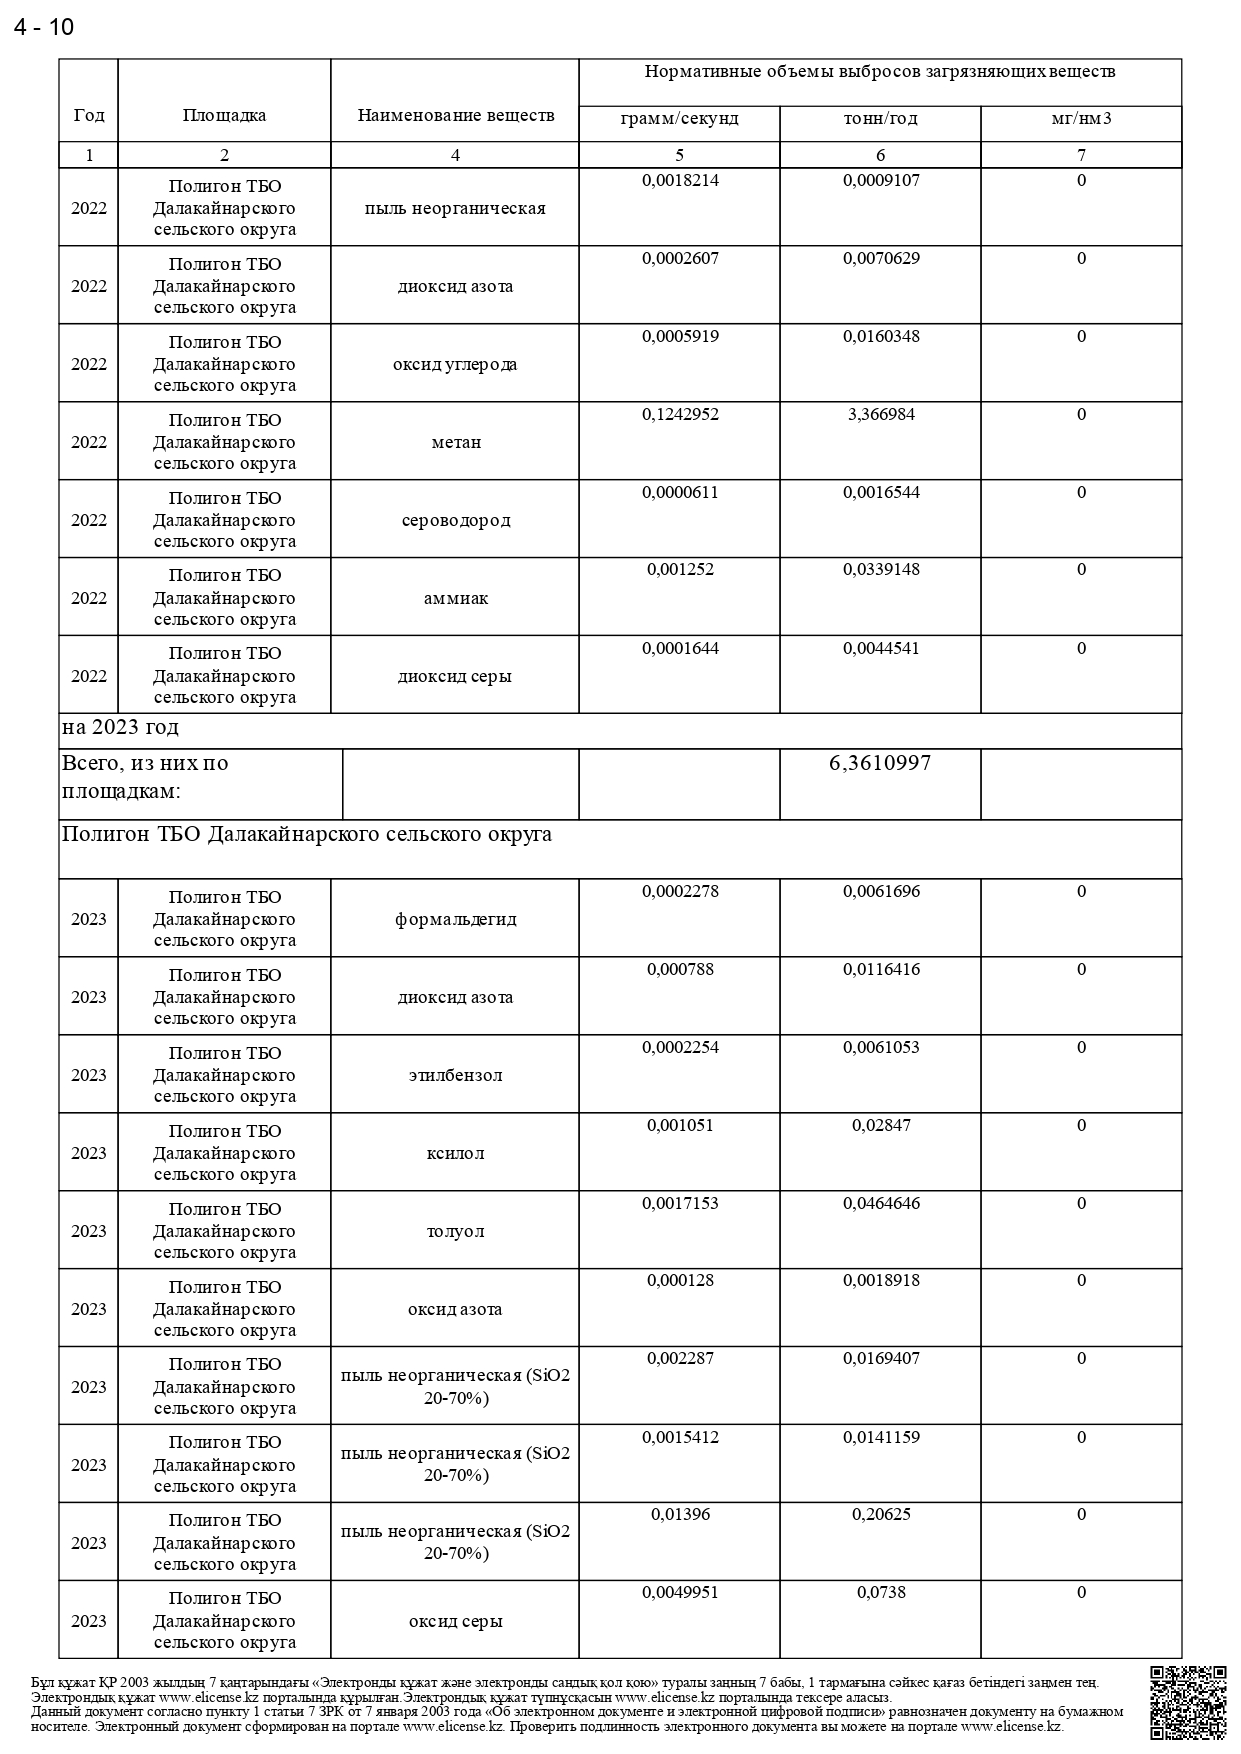 4 - 10
Нормативные объемы выбросов загрязняющих веществ
Год
Площадка
Наименование веществ
грамм/секунд
тонн/год
мг/нм3
1
2
4
5
6
7
2022
Полигон ТБО
Далакайнарского
сельского округа
пыль неорганическая
0,0018214
0,0009107
0
2022
Полигон ТБО
Далакайнарского
сельского округа
диоксид азота
0,0002607
0,0070629
0
2022
Полигон ТБО
Далакайнарского
сельского округа
оксид углерода
0,0005919
0,0160348
0
2022
Полигон ТБО
Далакайнарского
сельского округа
метан
0,1242952
3,366984
0
2022
Полигон ТБО
Далакайнарского
сельского округа
сероводород
0,0000611
0,0016544
0
2022
Полигон ТБО
Далакайнарского
сельского округа
аммиак
0,001252
0,0339148
0
2022
Полигон ТБО
Далакайнарского
сельского округа
диоксид серы
0,0001644
0,0044541
0
на 2023 год
Всего, из них по
площадкам:
6,3610997
Полигон ТБО Далакайнарского сельского округа
2023
Полигон ТБО
Далакайнарского
сельского округа
формальдегид
0,0002278
0,0061696
0
2023
Полигон ТБО
Далакайнарского
сельского округа
диоксид азота
0,000788
0,0116416
0
2023
Полигон ТБО
Далакайнарского
сельского округа
этилбензол
0,0002254
0,0061053
0
2023
Полигон ТБО
Далакайнарского
сельского округа
ксилол
0,001051
0,02847
0
2023
Полигон ТБО
Далакайнарского
сельского округа
толуол
0,0017153
0,0464646
0
2023
Полигон ТБО
Далакайнарского
сельского округа
оксид азота
0,000128
0,0018918
0
2023
Полигон ТБО
Далакайнарского
сельского округа
пыль неорганическая (SiO2
20-70%)
0,002287
0,0169407
0
2023
Полигон ТБО
Далакайнарского
сельского округа
пыль неорганическая (SiO2
20-70%)
0,0015412
0,0141159
0
2023
Полигон ТБО
Далакайнарского
сельского округа
пыль неорганическая (SiO2
20-70%)
0,01396
0,20625
0
2023
Полигон ТБО
Далакайнарского
сельского округа
оксид серы
0,0049951
0,0738
0
Бұл құжат ҚР 2003 жылдың 7 қаңтарындағы «Электронды құжат және электронды сандық қол қою» туралы заңның 7 бабы, 1 тармағына сәйкес қағаз бетіндегі заңмен тең.
Электрондық құжат www.elicense.kz порталында құрылған.Электрондық құжат түпнұсқасын www.elicense.kz порталында тексере аласыз.
Данный документ согласно пункту 1 статьи 7 ЗРК от 7 января 2003 года «Об электронном документе и электронной цифровой подписи» равнозначен документу на бумажном
носителе. Электронный документ сформирован на портале www.elicense.kz. Проверить подлинность электронного документа вы можете на портале www.elicense.kz.